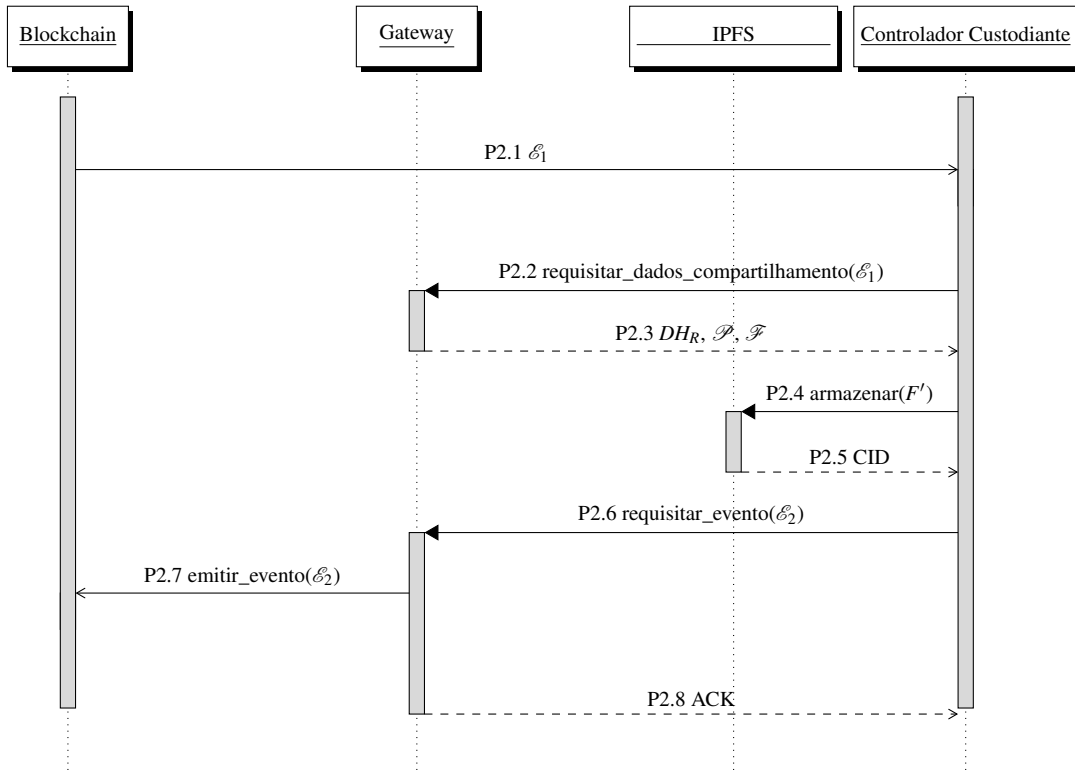 Blockchain
Gateway
IPFS
Controlador Custodiante
P2.1 ℰ₁
P2.2 requisitar_dados_compartilhamento(ℰ₁)
P2.3 DH_R, 𝒫, ℱ
P2.4 armazenar(F′)
P2.5 CID
P2.6 requisitar_evento(ℰ₂)
P2.7 emitir_evento(ℰ₂)
P2.8 ACK